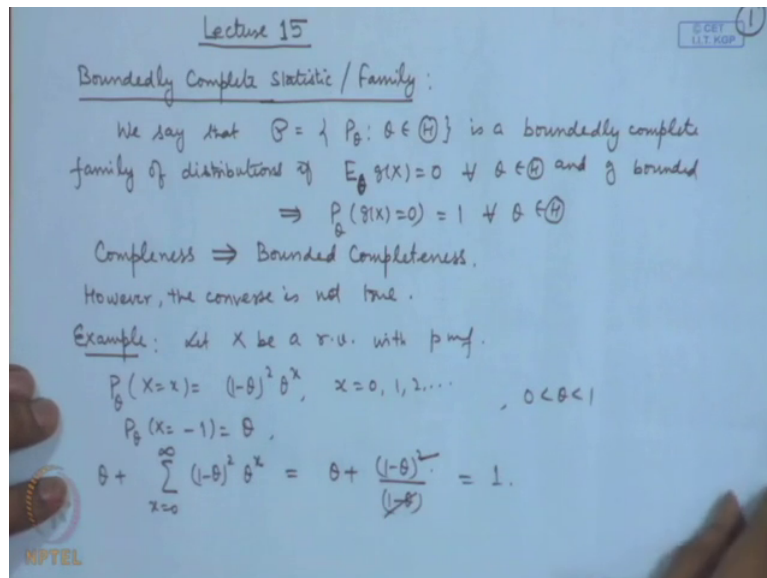 Lecture 15
1
© CET
I.I.T. KGP
Boundedly Complete Statistic / Family :
We say that 𝒫 = { P_θ : θ ∈ Ⓗ } is a boundedly complete
family of distributions if E_θ g(X) = 0 ∀ θ ∈ Ⓗ and g bounded
⇒ P_θ (g(X) = 0) = 1 ∀ θ ∈ Ⓗ
Compleness ⇒ Bounded Completeness.
However, the converse is not true.
Example : Let X be a r.v. with pmf.
P_θ (X=x) = (1-θ)² θ^x, x = 0, 1, 2, ...
, 0 < θ < 1
P_θ (X = -1) = θ,
θ + ∑_{x=0}^{∞} (1-θ)² θ^x = θ + (1-θ)²/(1-θ) = 1.
NPTEL